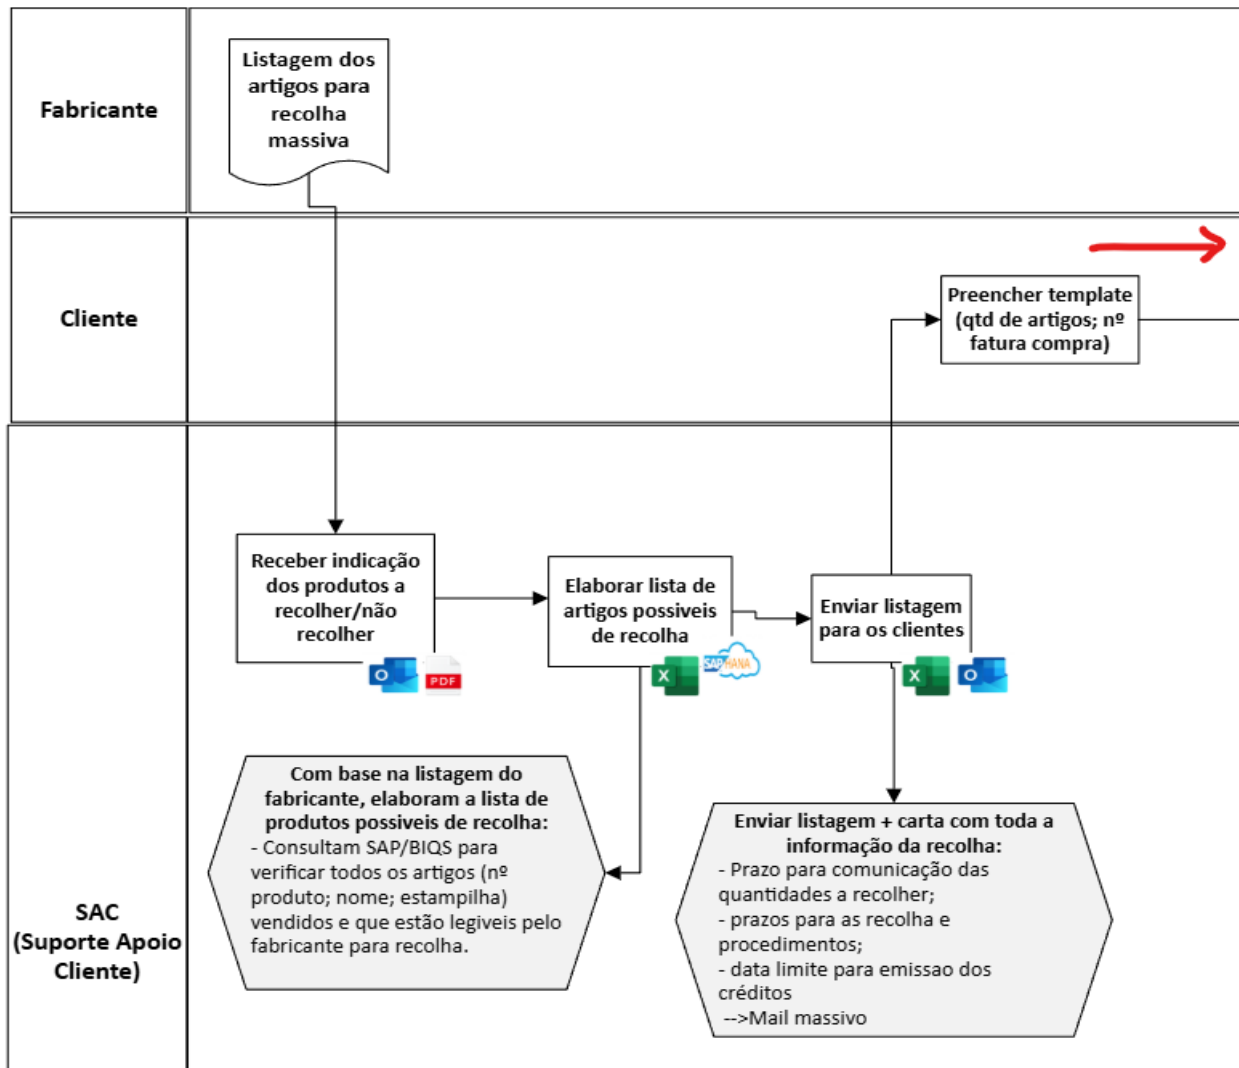 Fabricante
Listagem dos
artigos para
recolha
massiva
Cliente
Preencher template
(qtd de artigos; nº
fatura compra)
SAC
(Suporte Apoio
Cliente)
Receber indicação
dos produtos a
recolher/não
recolher
O
PDF
Elaborar lista de
artigos possiveis
de recolha
X
SAP HANA
Enviar listagem
para os clientes
X
O
Com base na listagem do
fabricante, elaboram a lista de
produtos possiveis de recolha:
- Consultam SAP/BIQS para
verificar todos os artigos (nº
produto; nome; estampilha)
vendidos e que estão legiveis pelo
fabricante para recolha.
Enviar listagem + carta com toda a
informação da recolha:
- Prazo para comunicação das
quantidades a recolher;
- prazos para as recolha e
procedimentos;
- data limite para emissao dos
créditos
-->Mail massivo